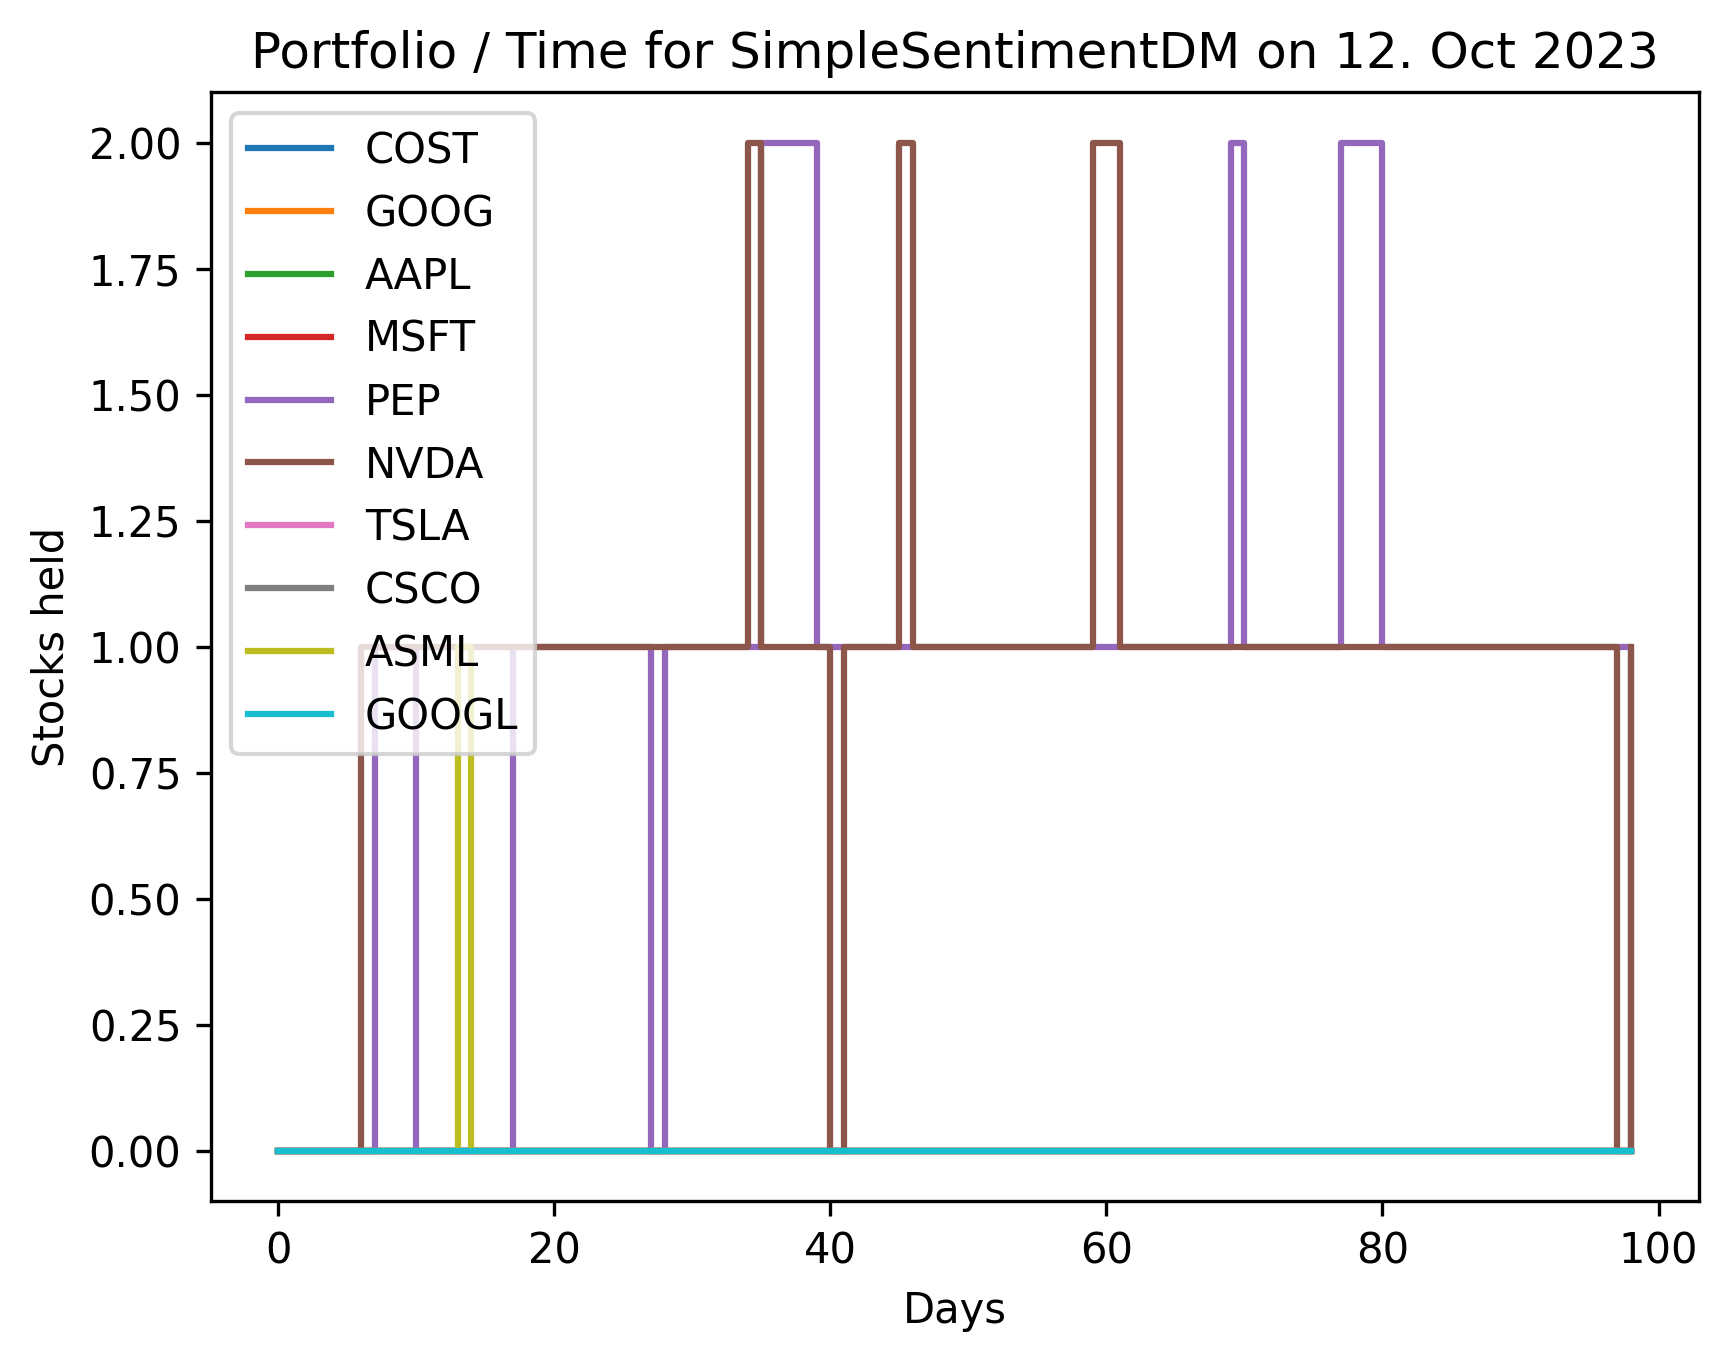 Portfolio / Time for SimpleSentimentDM on 12. Oct 2023
COST
GOOG
AAPL
MSFT
PEP
NVDA
TSLA
CSCO
ASML
GOOGL
2.00
1.75
1.50
1.25
1.00
0.75
0.50
0.25
0.00
Stocks held
0 20 40 60 80 100
Days